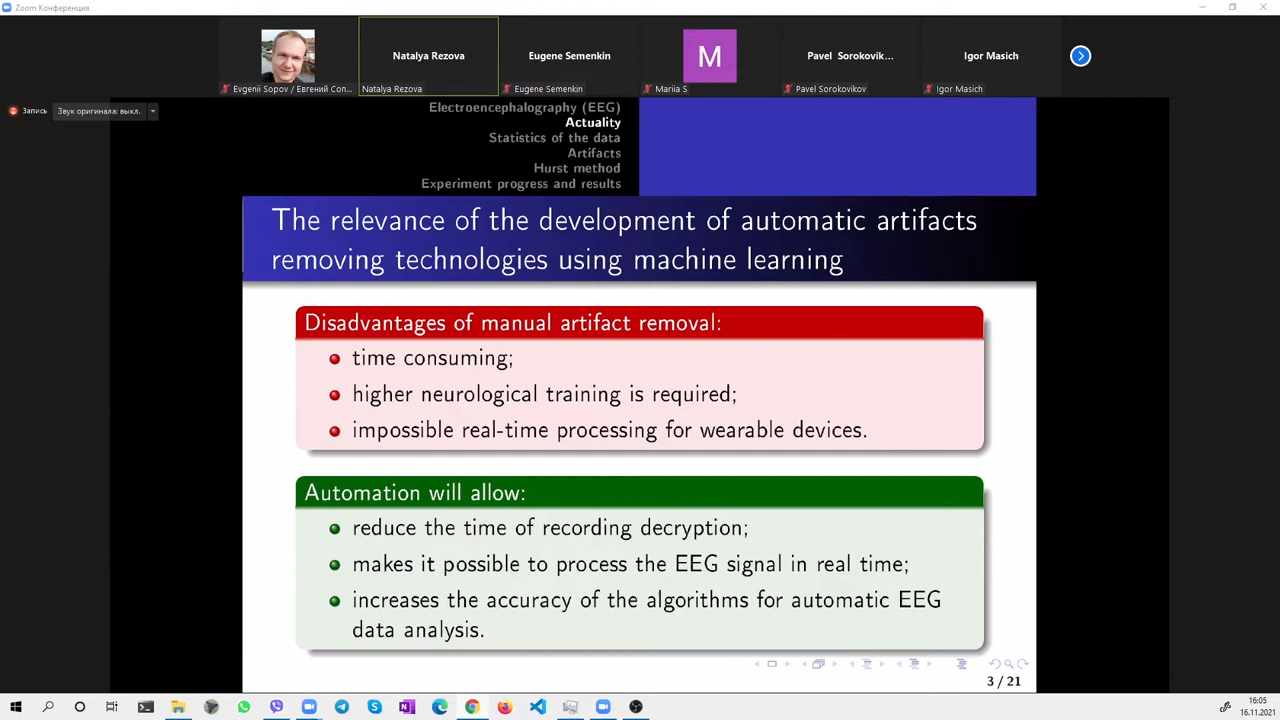 Zoom Конференция
Natalya Rezova
Eugene Semenkin
M
Pavel Sorokovik...
Igor Masich
Evgenii Sopov / Евгений Соп...
Natalya Rezova
Eugene Semenkin
Mariia S
Pavel Sorokovikov
Igor Masich
Запись
Звук оригинала: выкл.
Electroencephalography (EEG)
Actuality
Statistics of the data
Artifacts
Hurst method
Experiment progress and results
The relevance of the development of automatic artifacts
removing technologies using machine learning
Disadvantages of manual artifact removal:
time consuming;
higher neurological training is required;
impossible real-time processing for wearable devices.
Automation will allow:
reduce the time of recording decryption;
makes it possible to process the EEG signal in real time;
increases the accuracy of the algorithms for automatic EEG
data analysis.
3 / 21
16:05
16.11.2021